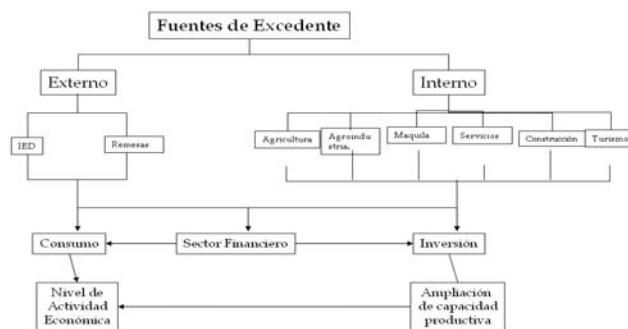 Fuentes de Excedente
Externo
Interno
IED
Remesas
Agricultura
Agroindu
stria.
Maquila
Servicios
Construcción
Turismo
Consumo
Sector Financiero
Inversión
Nivel de
Actividad
Económica
Ampliación
de capacidad
productiva